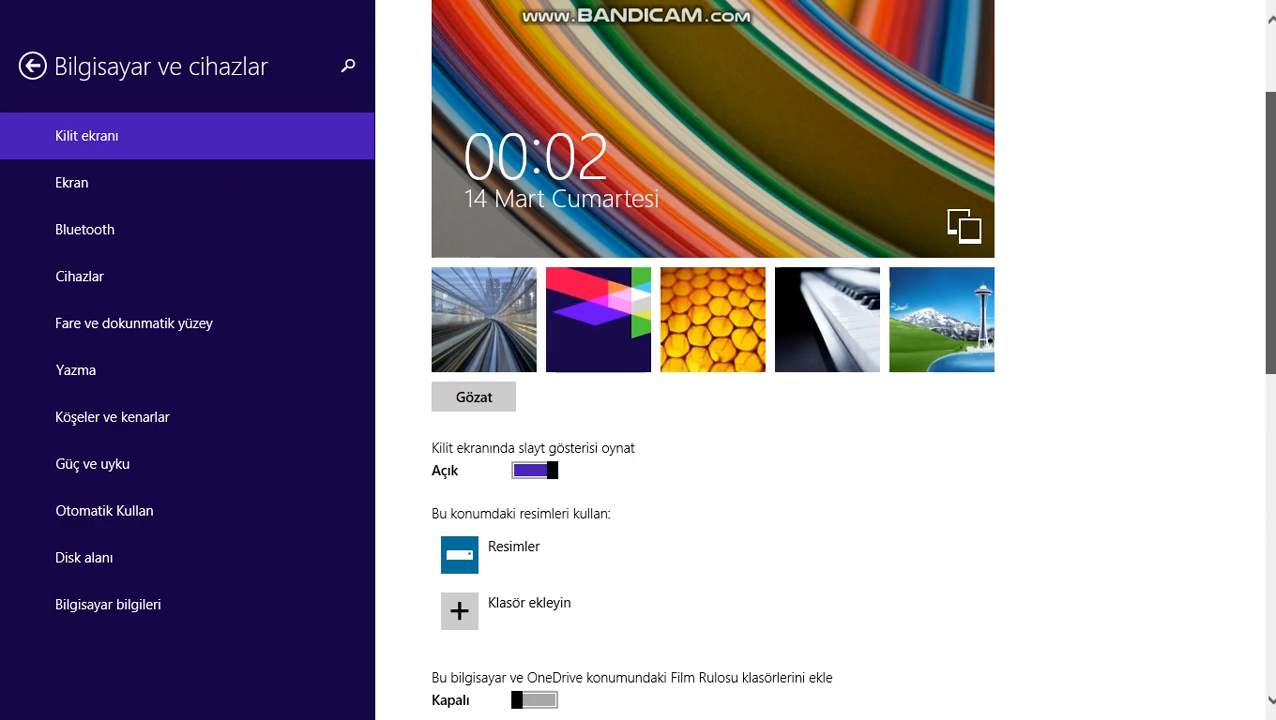 www.BANDICAM.com
Bilgisayar ve cihazlar
Kilit ekranı
Ekran
Bluetooth
Cihazlar
Fare ve dokunmatik yüzey
Yazma
Köşeler ve kenarlar
Güç ve uyku
Otomatik Kullan
Disk alanı
Bilgisayar bilgileri
00:02
14 Mart Cumartesi
Gözat
Kilit ekranında slayt gösterisi oynat
Açık
Bu konumdaki resimleri kullan:
Resimler
Klasör ekleyin
Bu bilgisayar ve OneDrive konumundaki Film Rulosu klasörlerini ekle
Kapalı